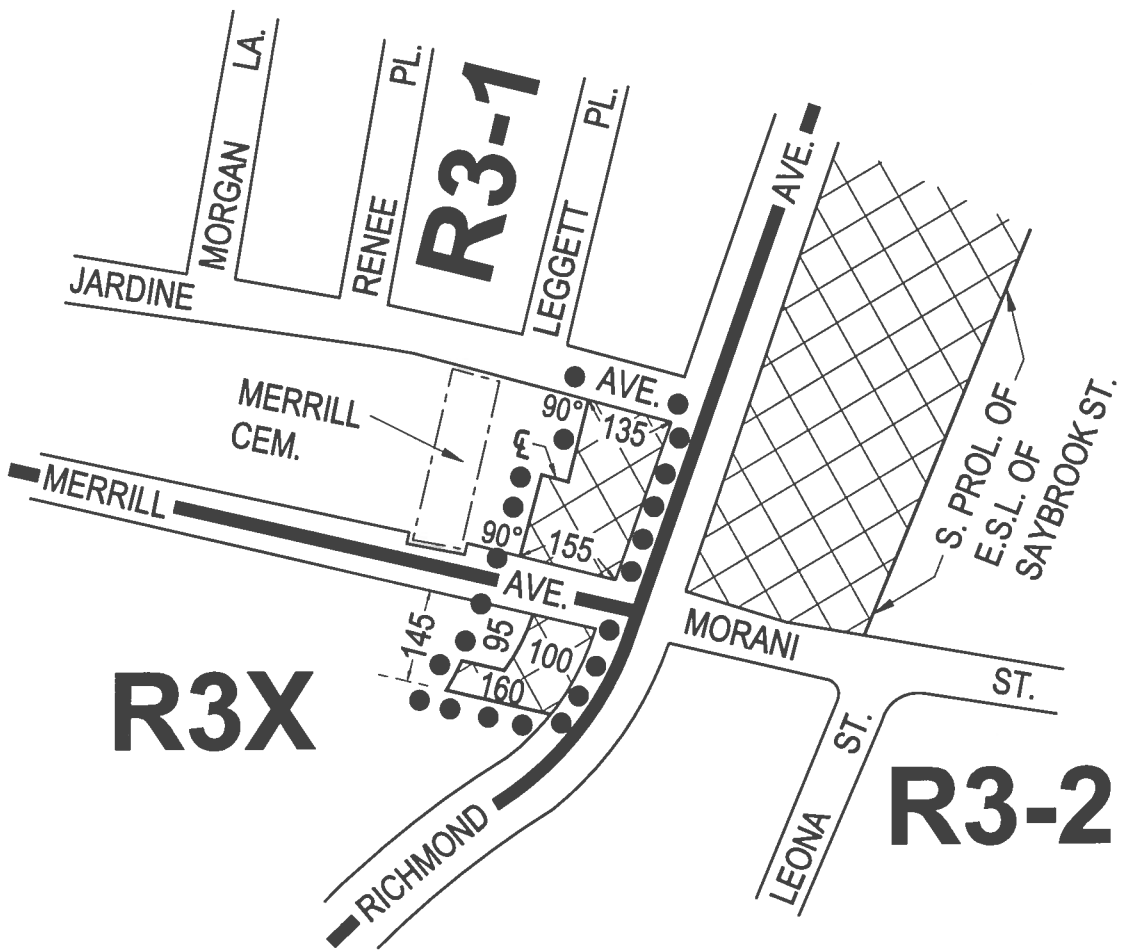 MORGAN LA.
RENEE PL.
R3-1
LEGGETT PL.
AVE.
JARDINE
AVE.
MERRILL
CEM.
90°
135
℄
S. PROL. OF
E.S.L. OF
SAYBROOK ST.
MERRILL
90°
155
AVE.
145
95
100
160
MORANI
ST.
R3X
ST.
R3-2
LEONA
RICHMOND